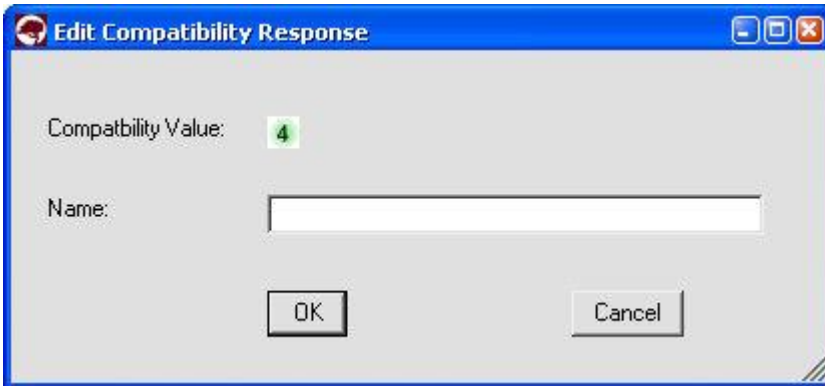 Edit Compatibility Response
Compatbility Value: 4
Name:
OK Cancel